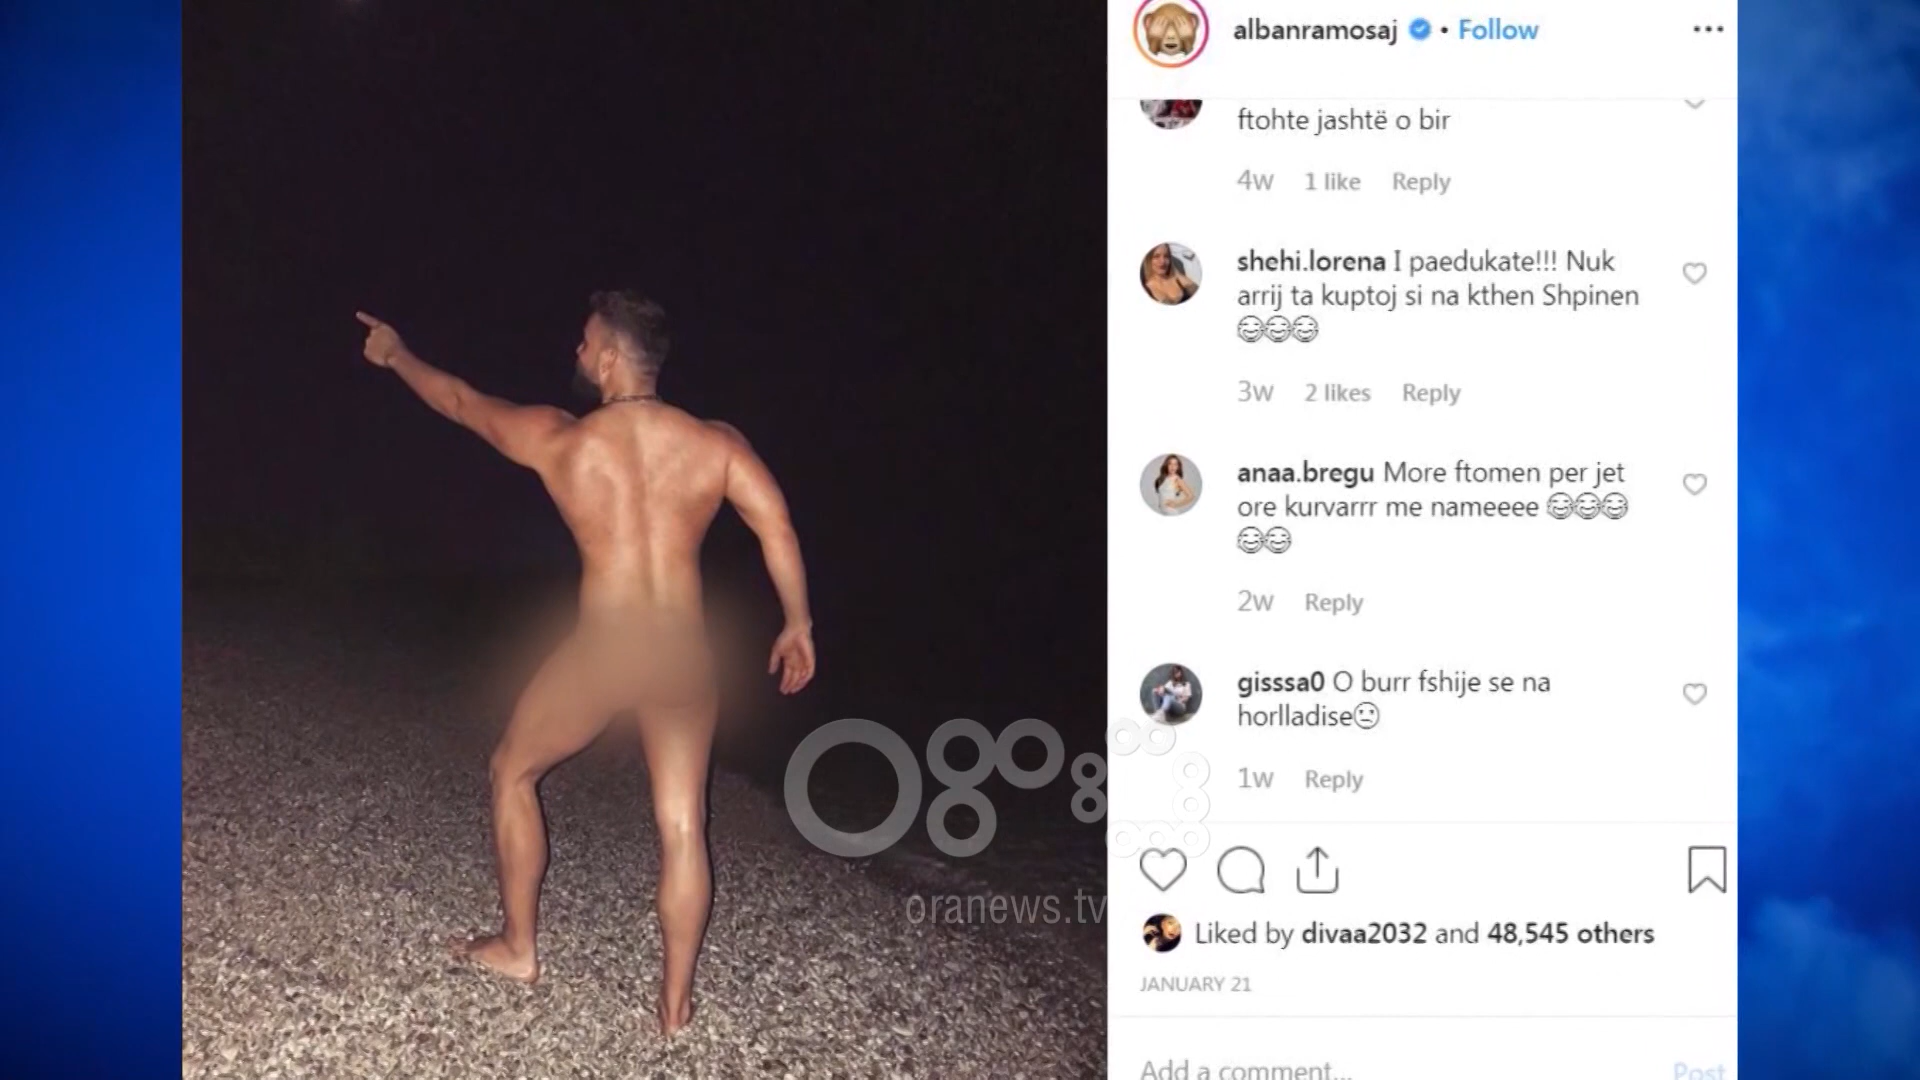 albanramosaj • Follow
ftohte jashtë o bir
4w 1 like Reply
shehi.lorena I paedukate!!! Nuk
arrij ta kuptoj si na kthen Shpinen
😂😂😂
3w 2 likes Reply
anaa.bregu More ftomen per jet
ore kurvarrr me nameeee 😂😂😂
😂😂
2w Reply
gisssa0 O burr fshije se na
horlladise😒
1w Reply
oranews.tv
Liked by divaa2032 and 48,545 others
JANUARY 21
Add a comment...
Post